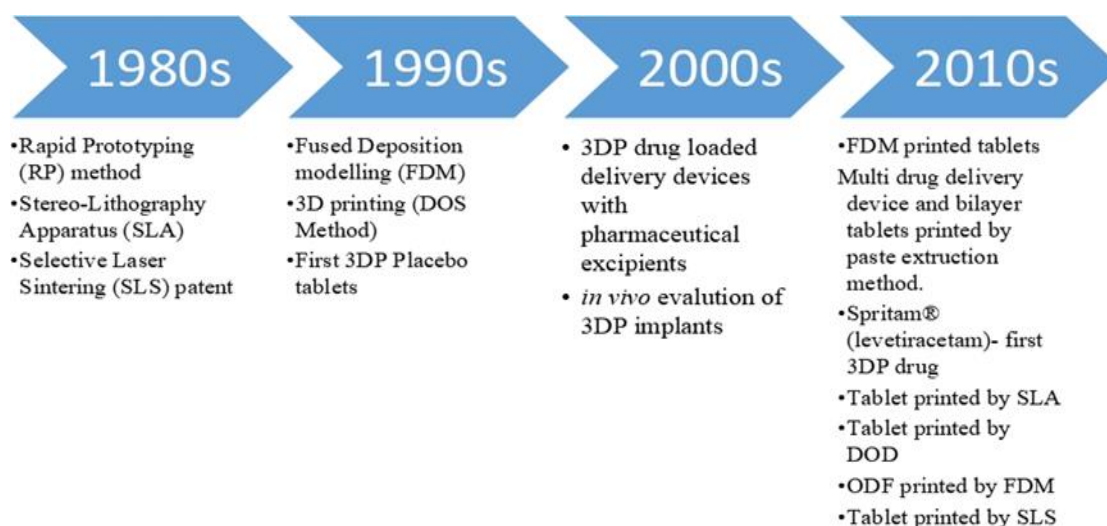 1980s
•Rapid Prototyping
(RP) method
•Stereo-Lithography
Apparatus (SLA)
•Selective Laser
Sintering (SLS) patent
1990s
•Fused Deposition
modelling (FDM)
•3D printing (DOS
Method)
•First 3DP Placebo
tablets
2000s
• 3DP drug loaded
delivery devices
with
pharmaceutical
excipients
• in vivo evalution of
3DP implants
2010s
•FDM printed tablets
Multi drug delivery
device and bilayer
tablets printed by
paste extruction
method.
•Spritam®
(levetiracetam)- first
3DP drug
•Tablet printed by SLA
•Tablet printed by
DOD
•ODF printed by FDM
•Tablet printed by SLS